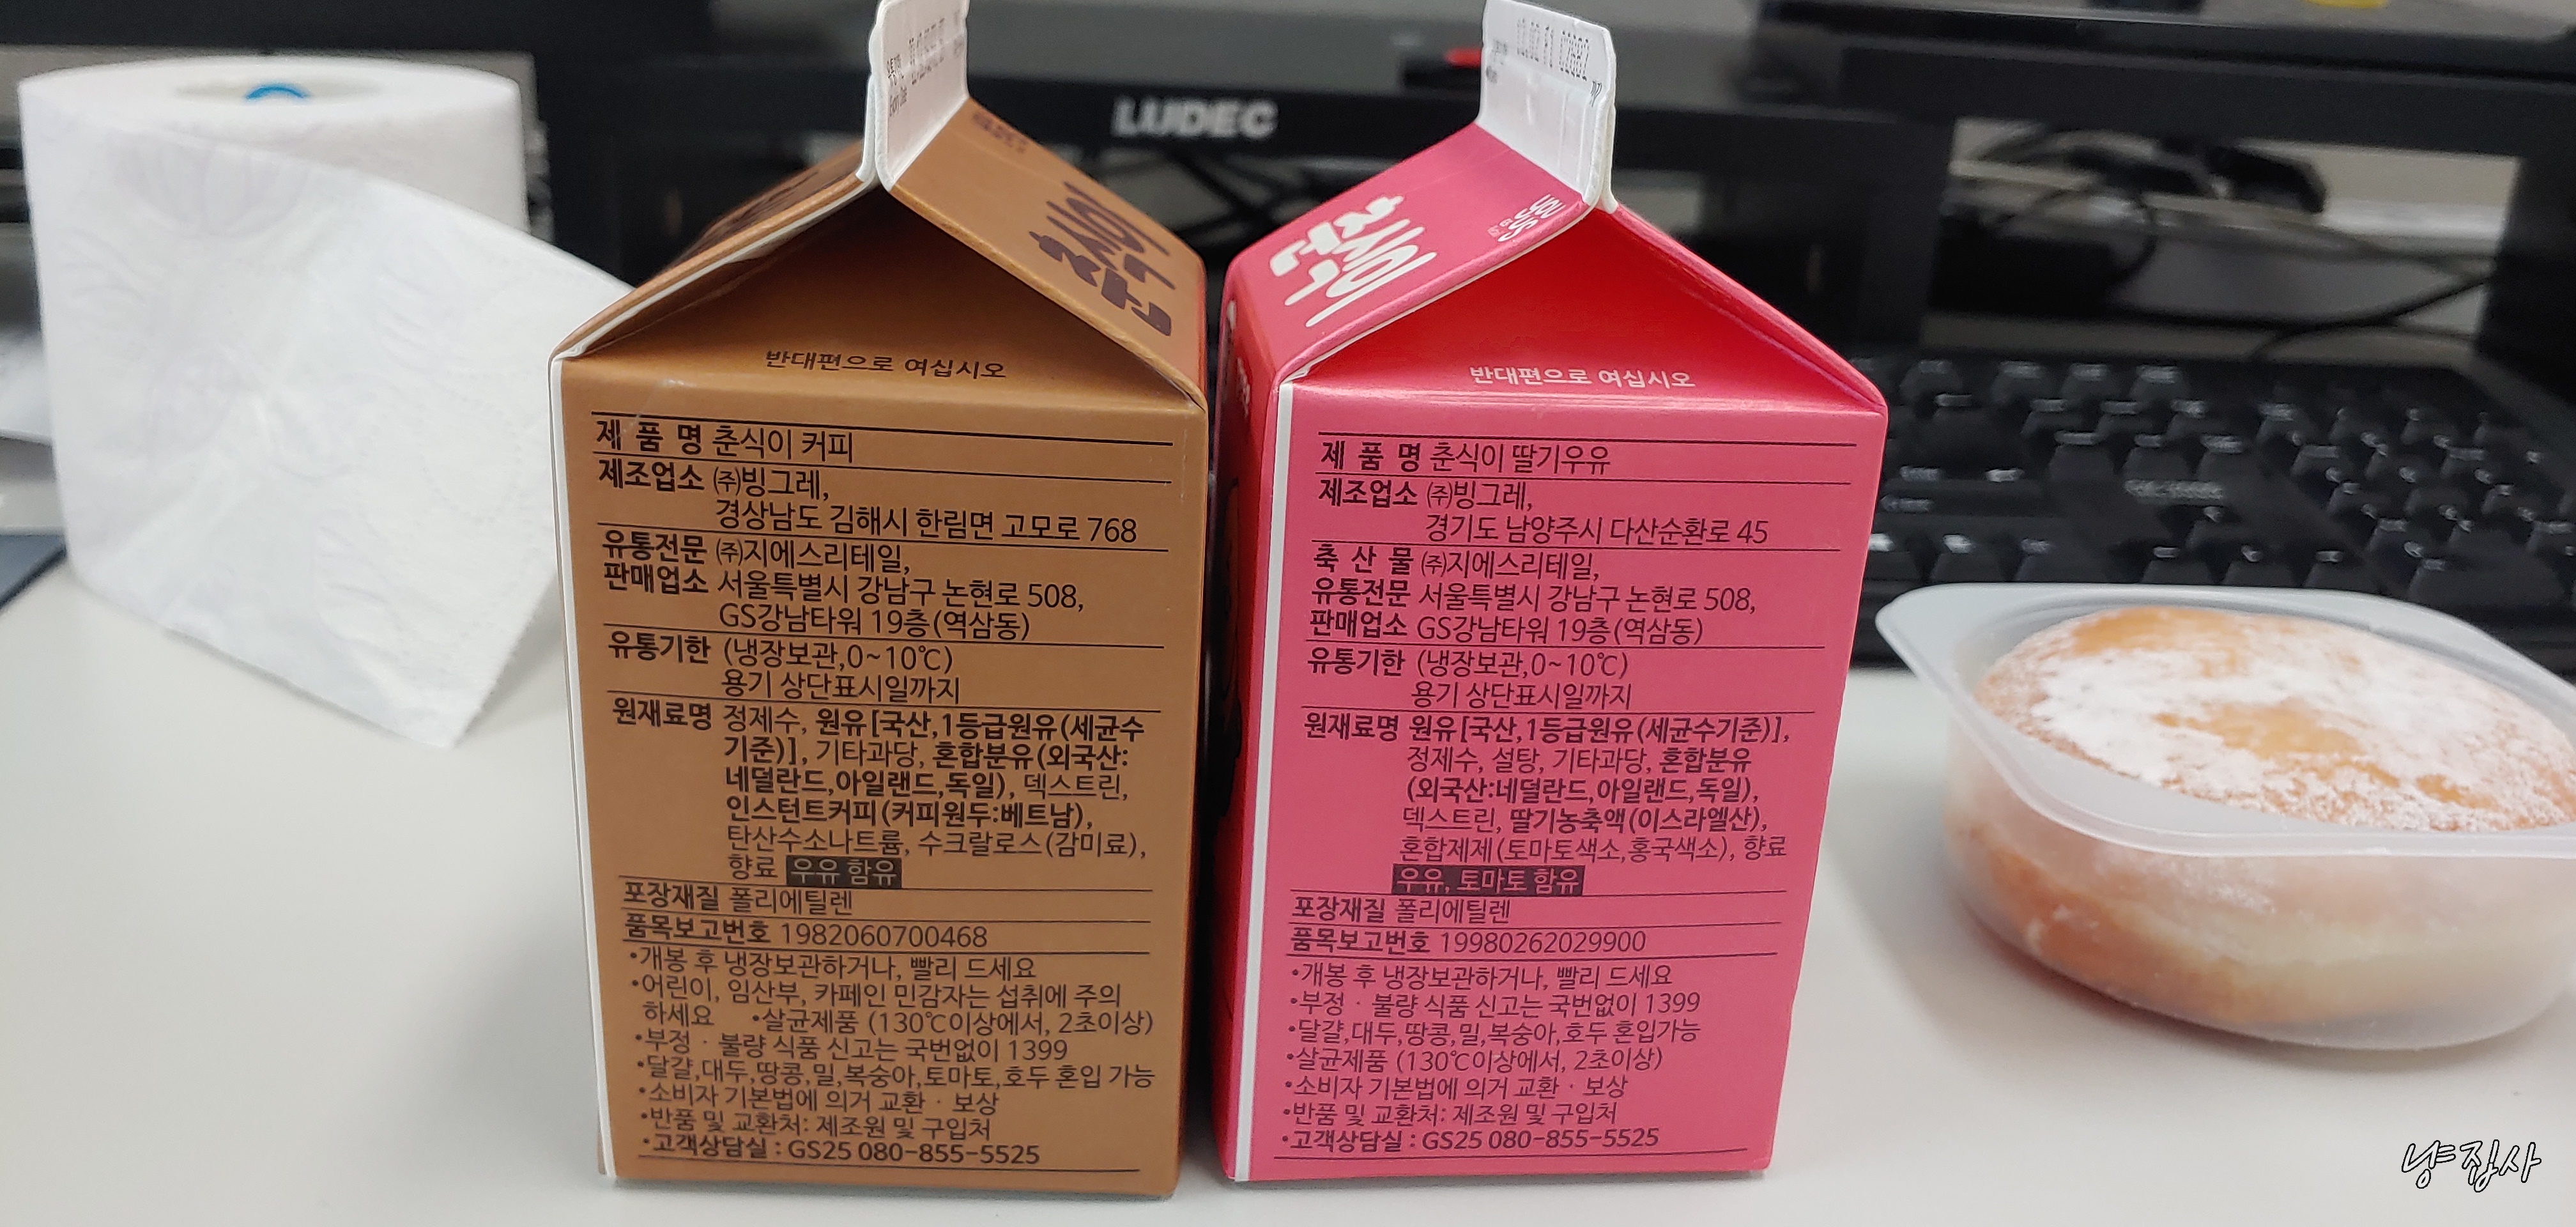 LUDEC
춘식이
반대편으로 여십시오
제 품 명 춘식이 커피
제조업소 ㈜빙그레,
경상남도 김해시 한림면 고모로 768
유통전문 ㈜지에스리테일,
판매업소 서울특별시 강남구 논현로 508,
GS강남타워 19층(역삼동)
유통기한 (냉장보관,0~10℃)
용기 상단표시일까지
원재료명 정제수, 원유[국산,1등급원유(세균수
기준)], 기타과당, 혼합분유(외국산:
네덜란드,아일랜드,독일), 덱스트린,
인스턴트커피(커피원두:베트남),
탄산수소나트륨, 수크랄로스(감미료),
향료 우유 함유
포장재질 폴리에틸렌
품목보고번호 1982060700468
•개봉 후 냉장보관하거나, 빨리 드세요
•어린이, 임산부, 카페인 민감자는 섭취에 주의
하세요 •살균제품 (130℃이상에서, 2초이상)
•부정 · 불량 식품 신고는 국번없이 1399
•달걀,대두,땅콩,밀,복숭아,토마토,호두 혼입 가능
•소비자 기본법에 의거 교환 · 보상
•반품 및 교환처: 제조원 및 구입처
•고객상담실 : GS25 080-855-5525
춘식이
반대편으로 여십시오
제 품 명 춘식이 딸기우유
제조업소 ㈜빙그레,
경기도 남양주시 다산순환로 45
축 산 물 ㈜지에스리테일,
유통전문 서울특별시 강남구 논현로 508,
판매업소 GS강남타워 19층(역삼동)
유통기한 (냉장보관,0~10℃)
용기 상단표시일까지
원재료명 원유[국산,1등급원유(세균수기준)],
정제수, 설탕, 기타과당, 혼합분유
(외국산:네덜란드,아일랜드,독일),
덱스트린, 딸기농축액(이스라엘산),
혼합제제(토마토색소,홍국색소), 향료
우유, 토마토 함유
포장재질 폴리에틸렌
품목보고번호 19980262029900
•개봉 후 냉장보관하거나, 빨리 드세요
•부정 · 불량 식품 신고는 국번없이 1399
•달걀,대두,땅콩,밀,복숭아,호두 혼입가능
•살균제품 (130℃이상에서, 2초이상)
•소비자 기본법에 의거 교환 · 보상
•반품 및 교환처: 제조원 및 구입처
•고객상담실 : GS25 080-855-5525
냥집사